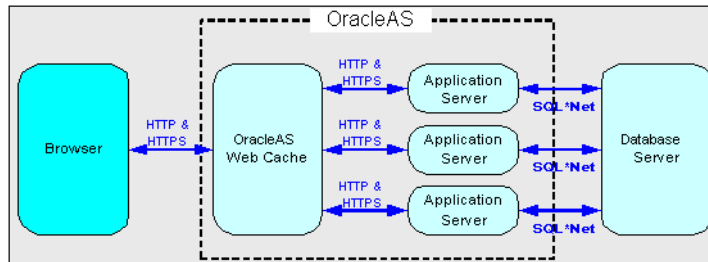 OracleAS
HTTP &
HTTPS
Application
Server
SQL*Net
HTTP &
HTTPS
Browser
OracleAS
Web Cache
HTTP &
HTTPS
Application
Server
SQL*Net
Database
Server
HTTP &
HTTPS
Application
Server
SQL*Net